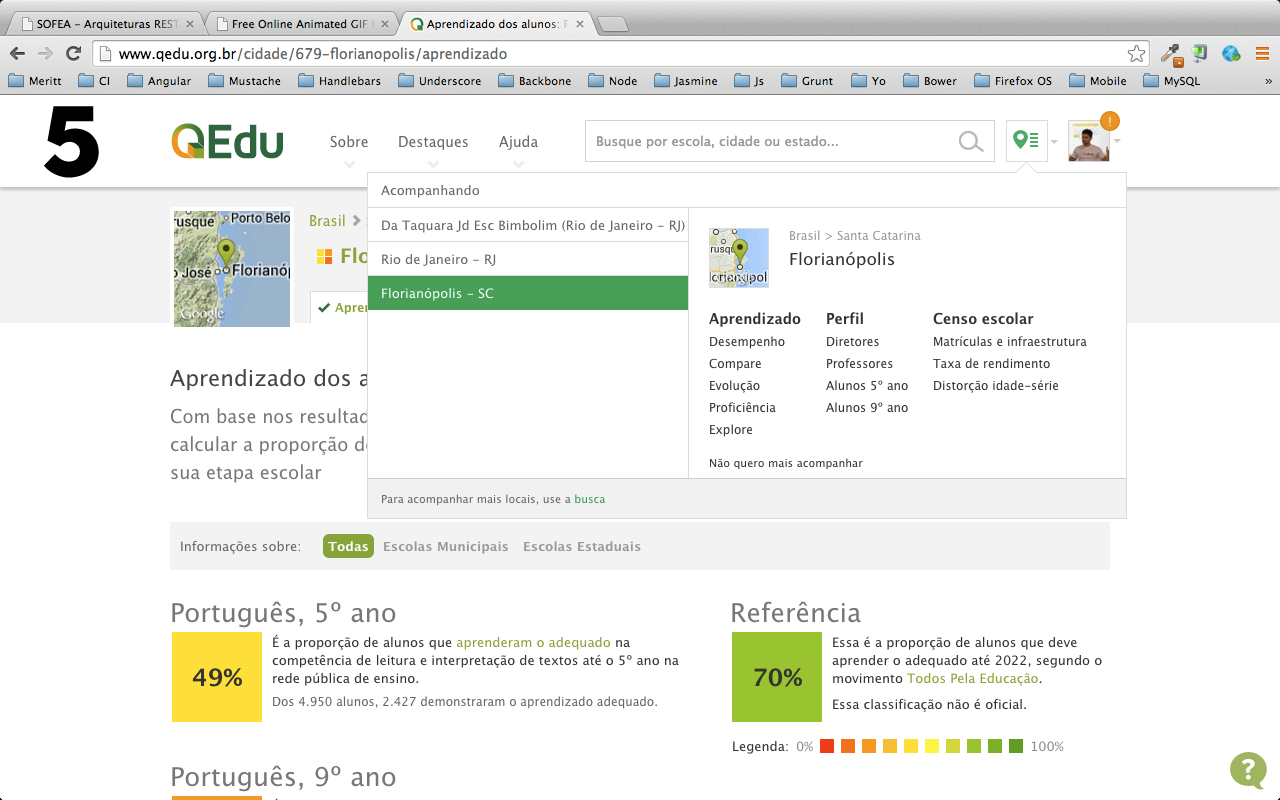 SOFEA – Arquiteturas REST
Free Online Animated GIF M
Aprendizado dos alunos: F
www.qedu.org.br/cidade/679-florianopolis/aprendizado
Meritt CI Angular Mustache Handlebars Underscore Backbone Node Jasmine Js Grunt Yo Bower Firefox OS Mobile MySQL »
5
QEdu
Sobre Destaques Ajuda
Busque por escola, cidade ou estado...
!
Acompanhando
Da Taquara Jd Esc Bimbolim (Rio de Janeiro – RJ)
Rio de Janeiro – RJ
Florianópolis – SC
Brasil > Santa Catarina
Florianópolis
Aprendizado
Desempenho
Compare
Evolução
Proficiência
Explore
Perfil
Diretores
Professores
Alunos 5º ano
Alunos 9º ano
Censo escolar
Matrículas e infraestrutura
Taxa de rendimento
Distorção idade-série
Não quero mais acompanhar
Para acompanhar mais locais, use a busca
rusque Porto Belo
o José Florianó
Google
rusq
orianópol
Brasil
Flo
Apren
Aprendizado dos a
Com base nos resultad
calcular a proporção d
sua etapa escolar
Informações sobre: Todas Escolas Municipais Escolas Estaduais
Português, 5º ano
49%
É a proporção de alunos que aprenderam o adequado na
competência de leitura e interpretação de textos até o 5º ano na
rede pública de ensino.
Dos 4.950 alunos, 2.427 demonstraram o aprendizado adequado.
Referência
70%
Essa é a proporção de alunos que deve
aprender o adequado até 2022, segundo o
movimento Todos Pela Educação.
Essa classificação não é oficial.
Legenda: 0% 100%
Português, 9º ano
?